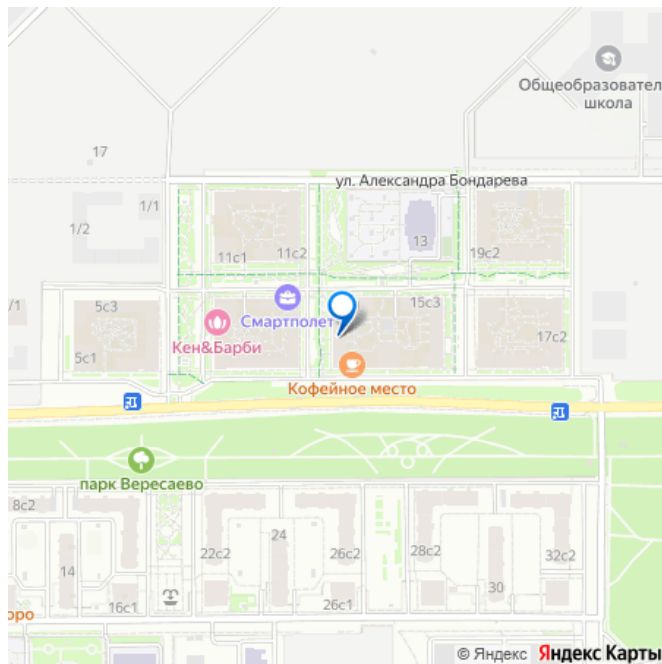 Общеобразовател
школа
17
ул. Александра Бондарева
1/1
1/2
13
11с1
11с2
19с2
/1
5с3
15с3
Смартполет
17с2
Кен&Барби
5с1
Кофейное место
парк Вересаево
8с2
22с2
24
26с2
28с2
32с2
14
30
16с1
26с1
оро
© Яндекс Яндекс Карты